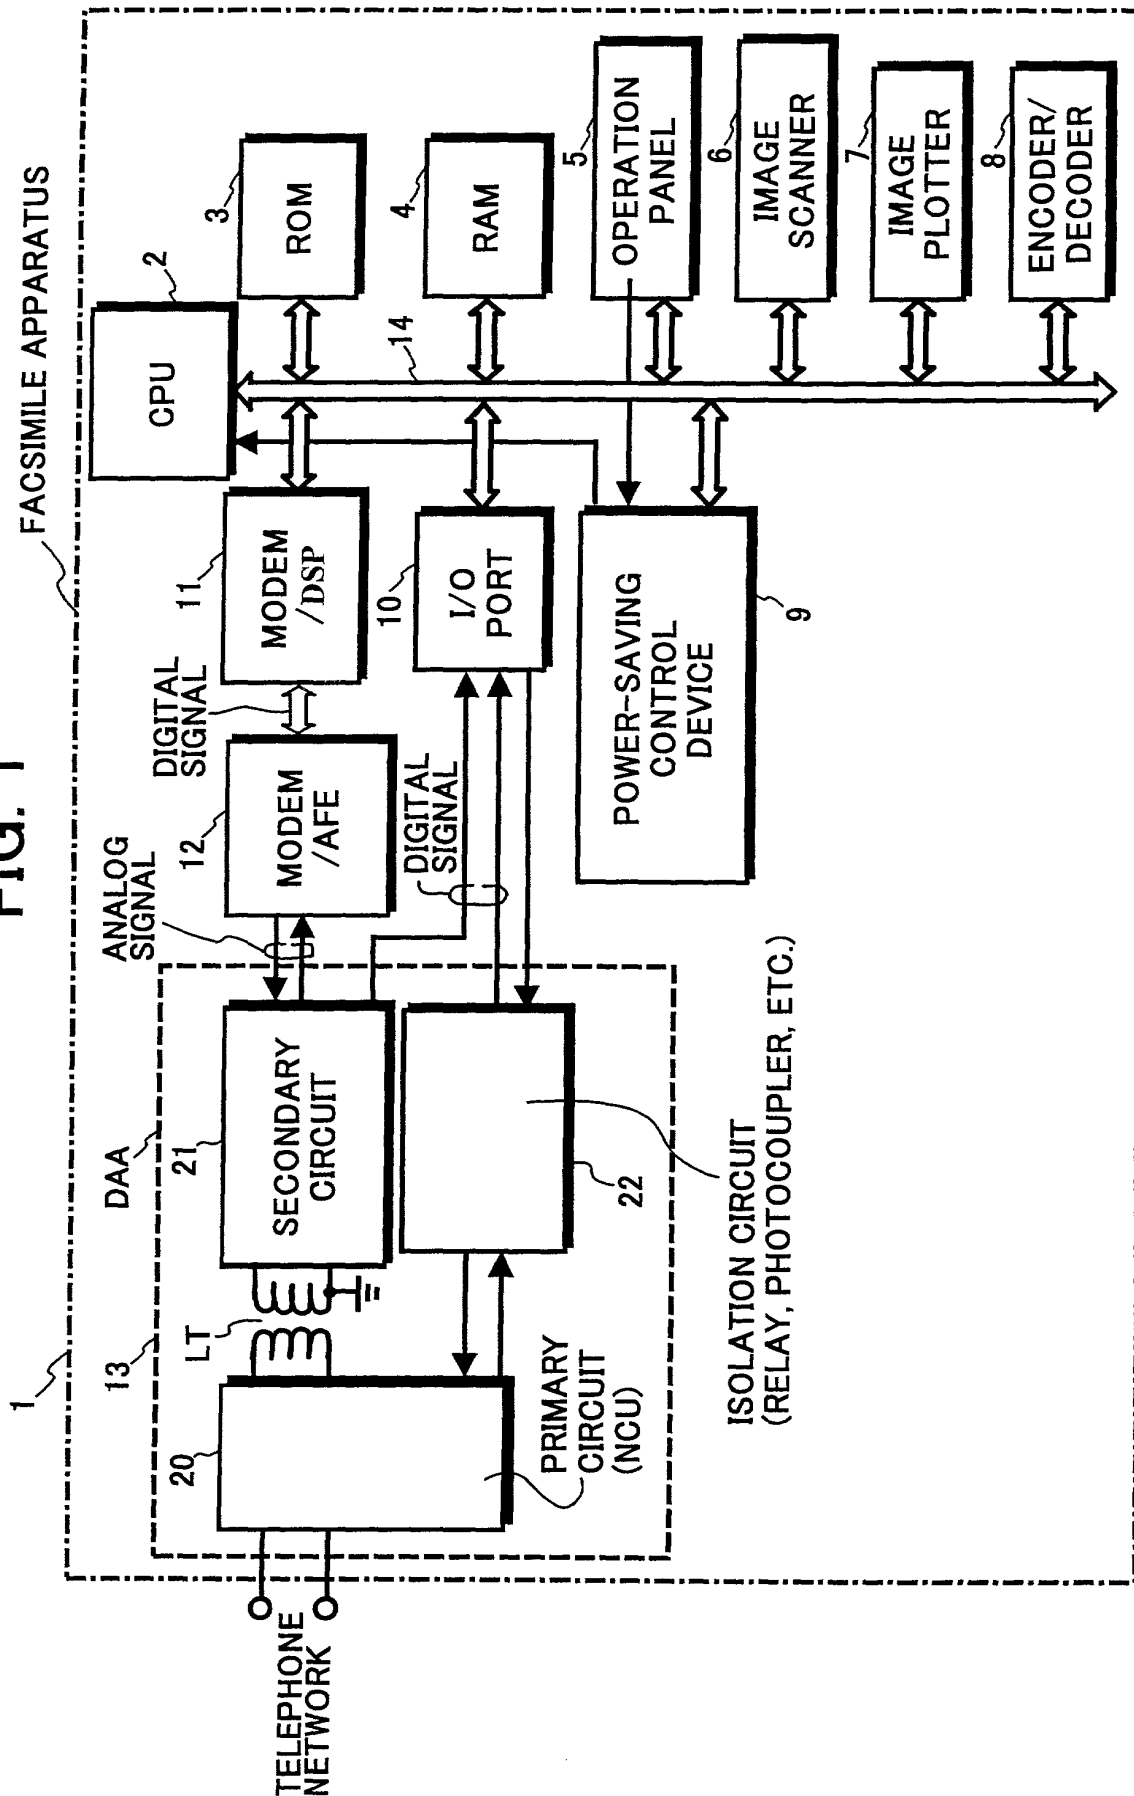 FIG. 1
1
FACSIMILE APPARATUS
2
CPU
3
ROM
4
RAM
5
OPERATION
PANEL
6
IMAGE
SCANNER
7
IMAGE
PLOTTER
8
ENCODER/
DECODER
14
11
MODEM
/DSP
10
I/O
PORT
POWER-SAVING
CONTROL
DEVICE
9
DIGITAL
SIGNAL
12
MODEM
/AFE
DIGITAL
SIGNAL
ANALOG
SIGNAL
13
DAA
21
SECONDARY
CIRCUIT
22
LT
20
PRIMARY
CIRCUIT
(NCU)
ISOLATION CIRCUIT
(RELAY, PHOTOCOUPLER, ETC.)
TELEPHONE
NETWORK